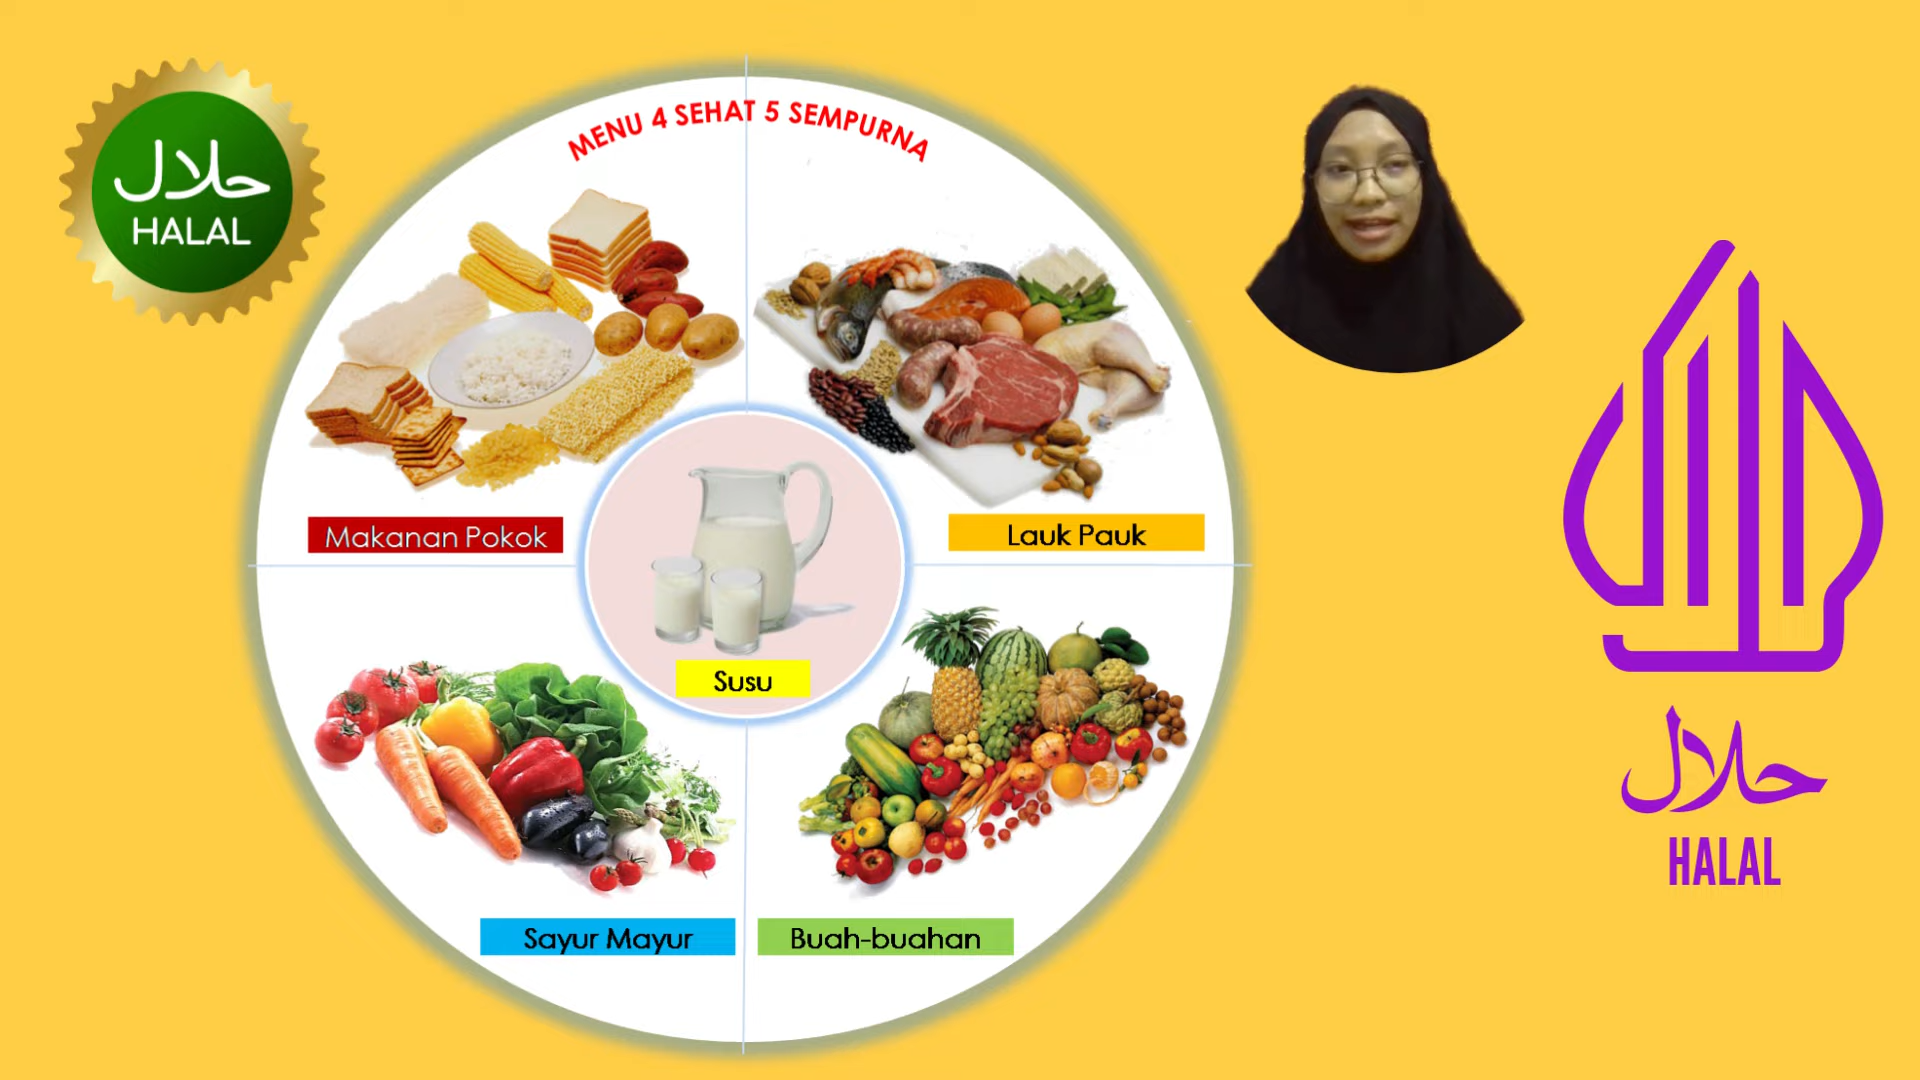 حلال
HALAL
MENU 4 SEHAT 5 SEMPURNA
Makanan Pokok
Lauk Pauk
Susu
Sayur Mayur
Buah-buahan
حلال
HALAL